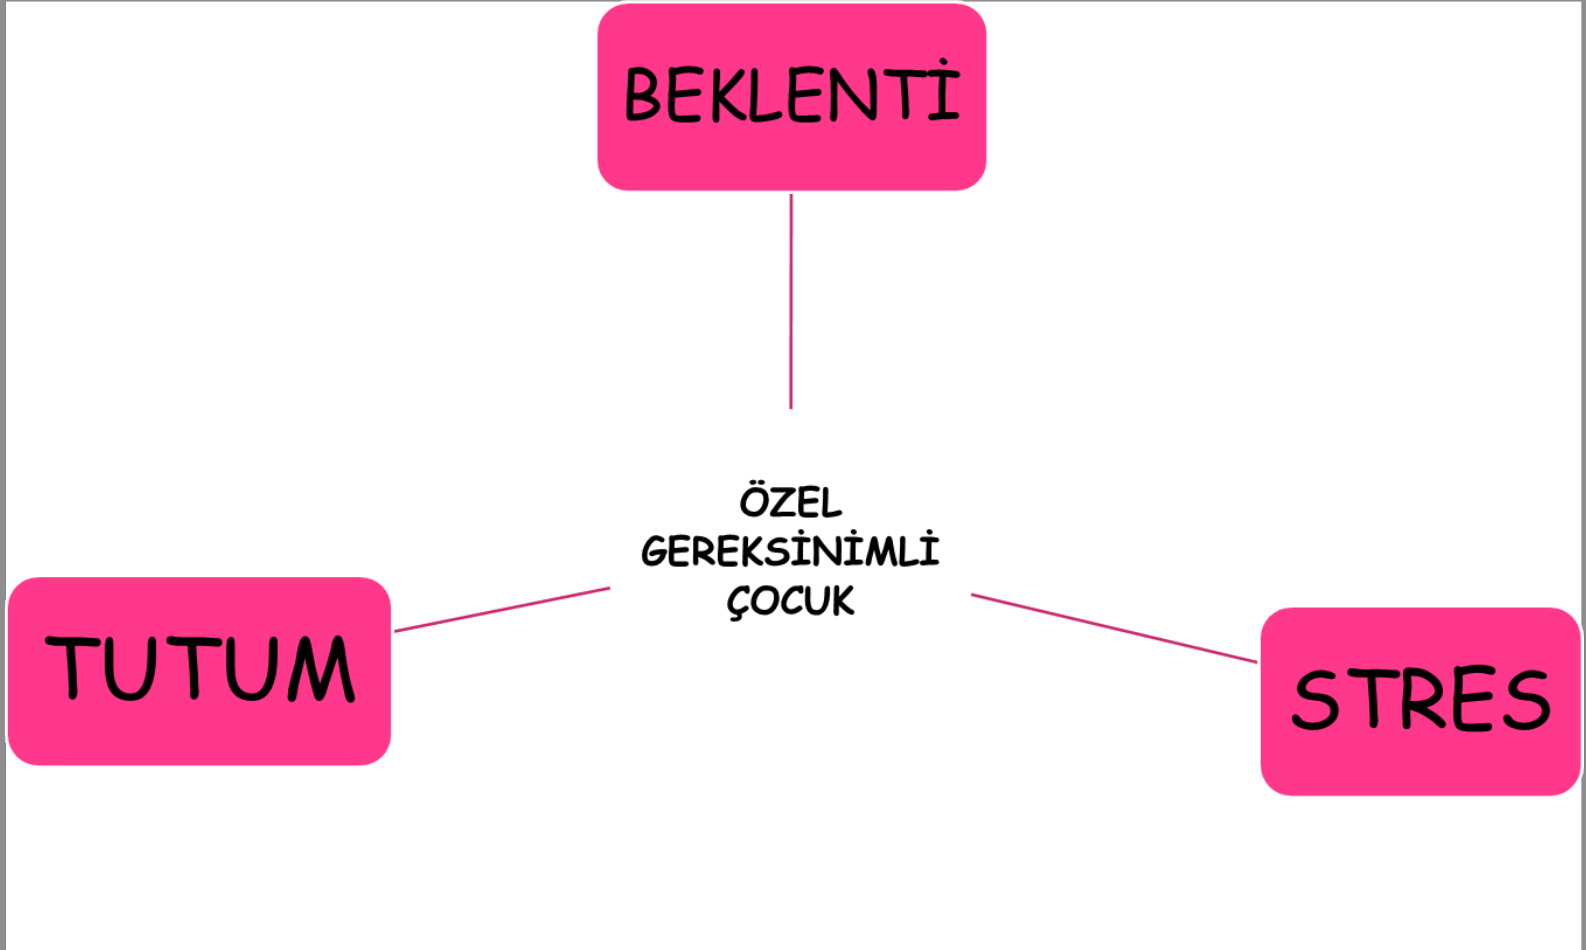 BEKLENTİ
ÖZEL
GEREKSİNİMLİ
ÇOCUK
TUTUM
STRES